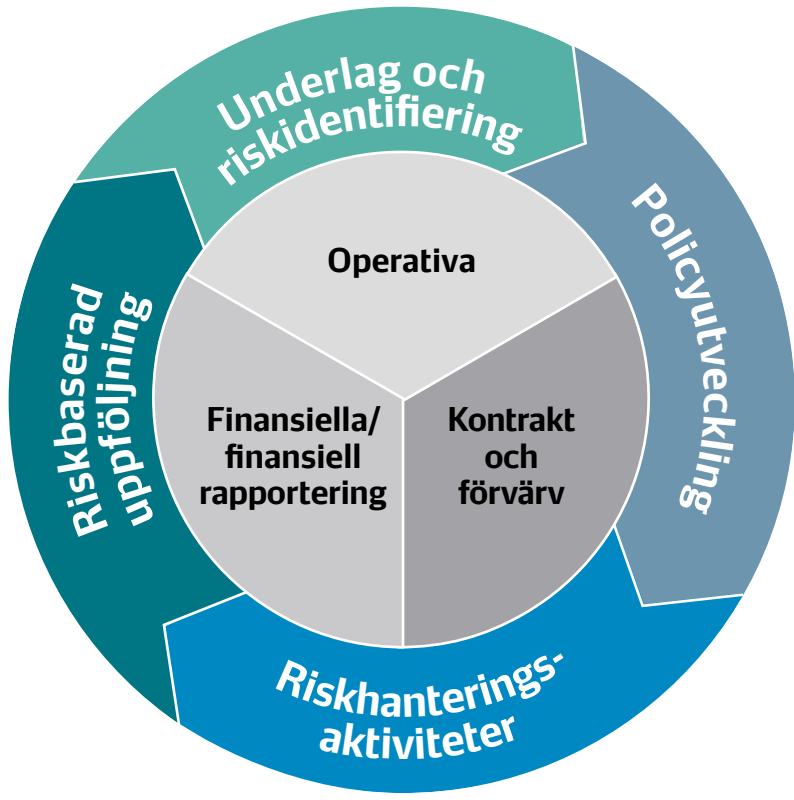 Underlag och
riskidentifiering
Policyutveckling
Riskhanterings-
aktiviteter
Riskbaserad
uppföljning
Operativa
Kontrakt
och
förvärv
Finansiella/
finansiell
rapportering